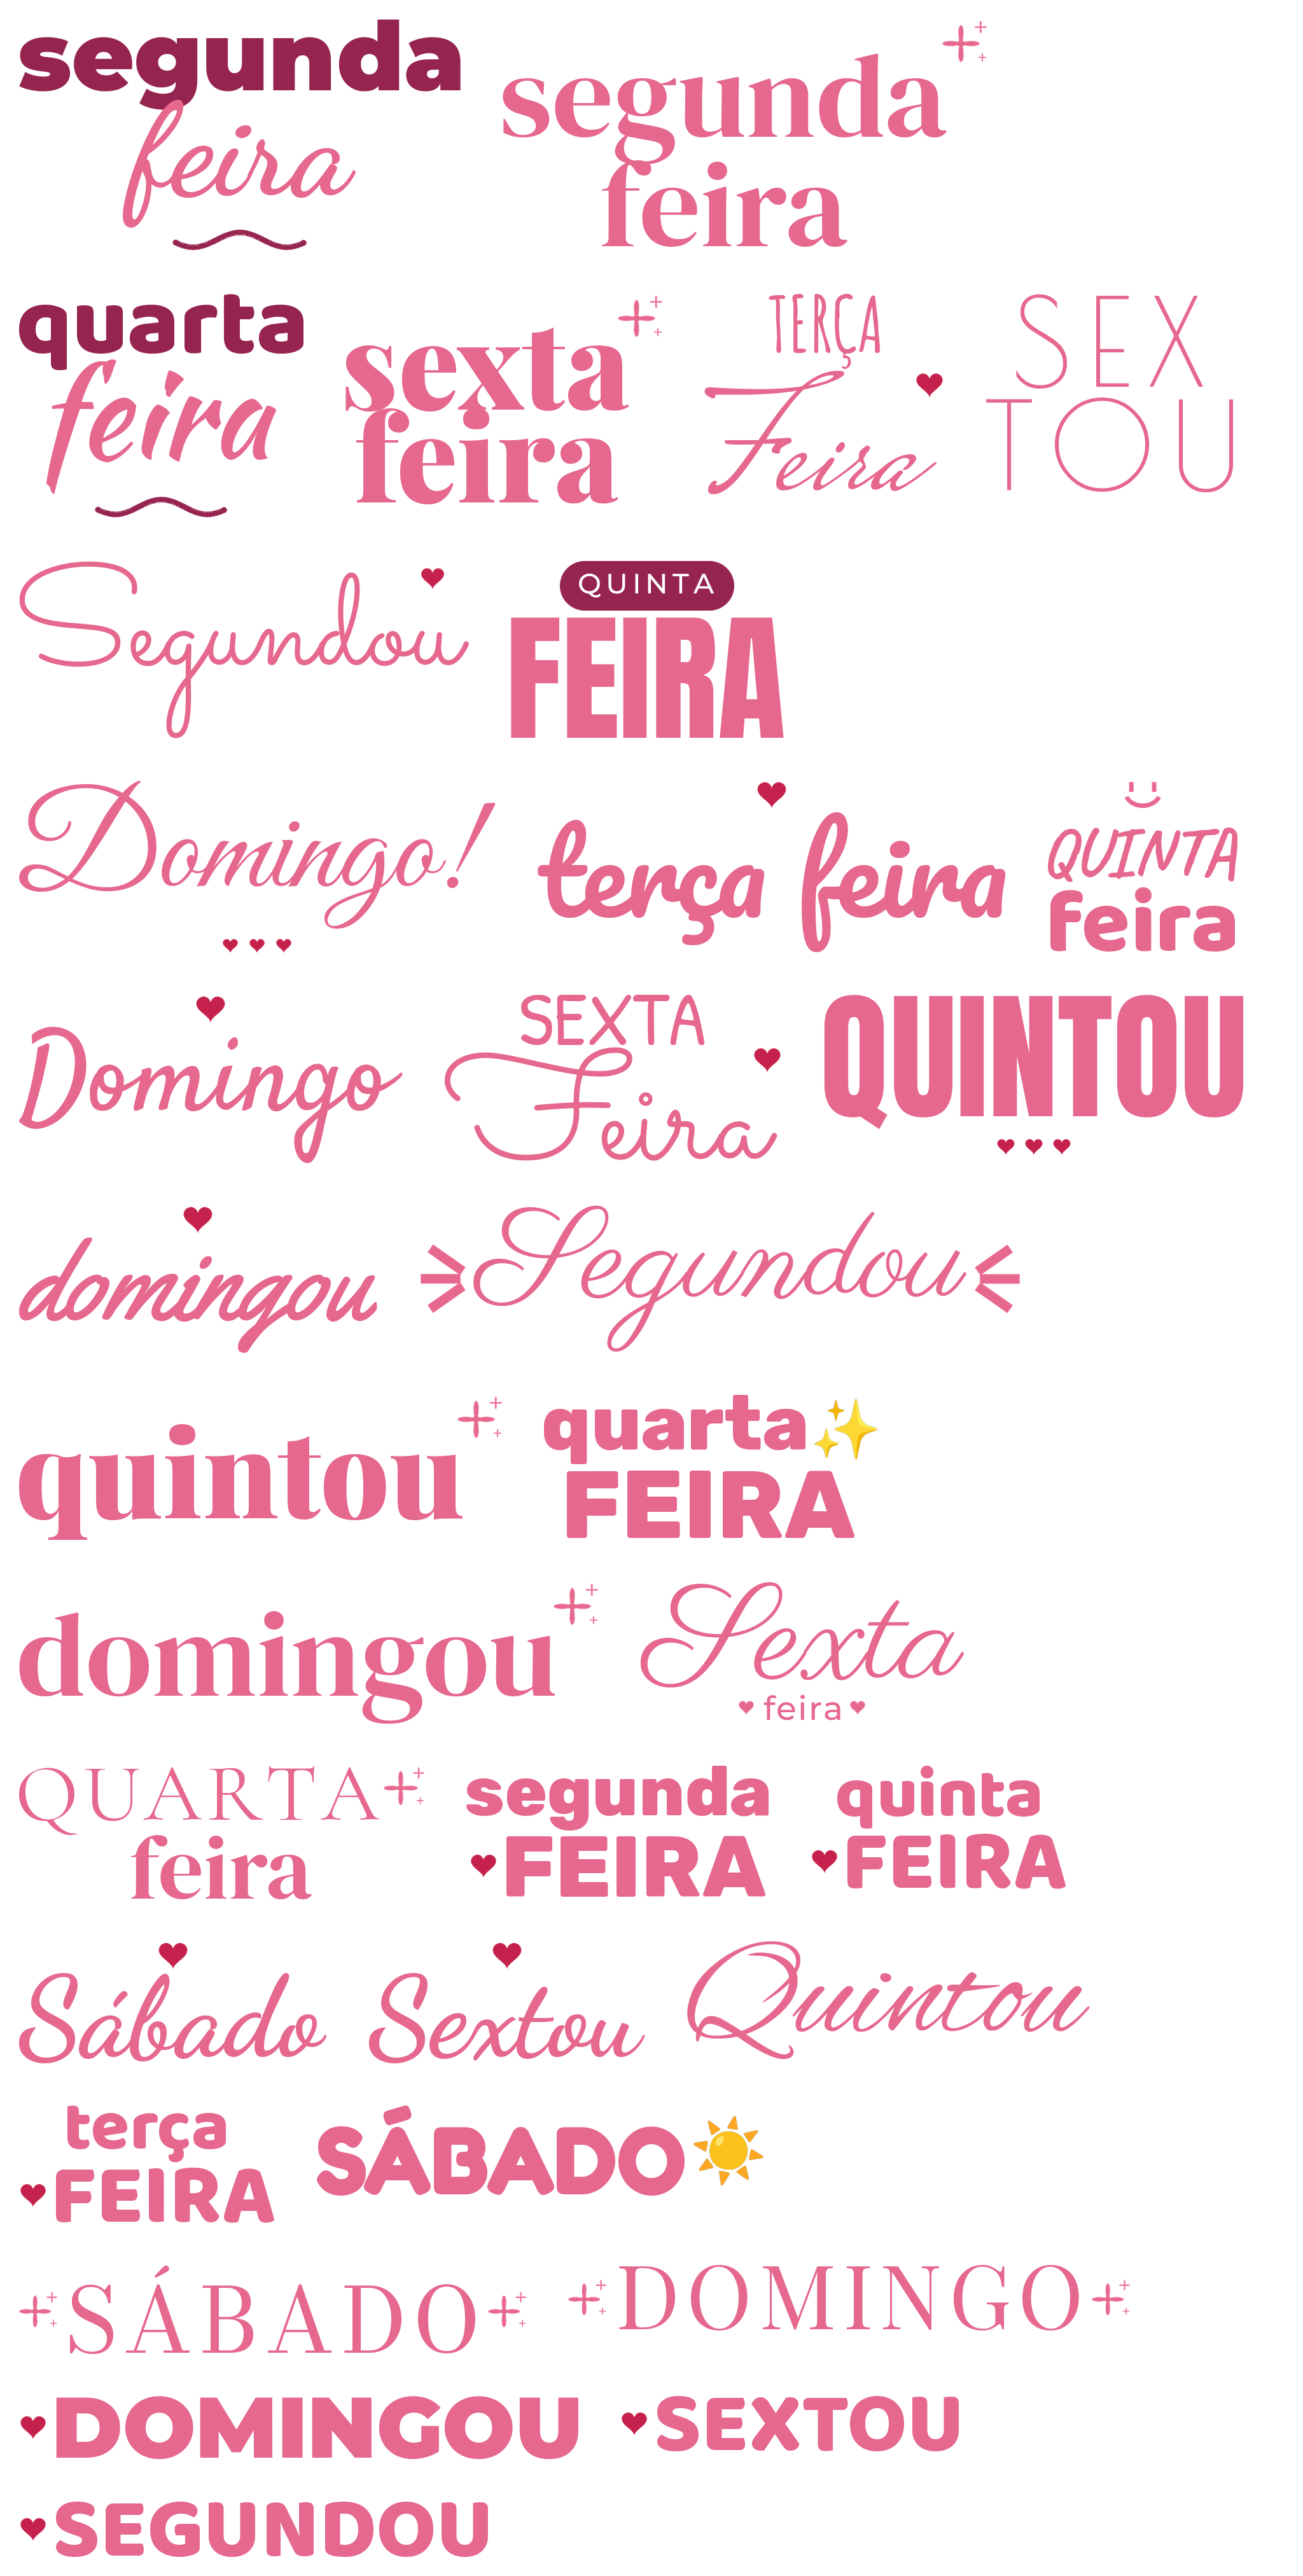 segunda
feira
segunda
feira
quarta
feira
sexta
feira
TERÇA
Feira
SEX
TOU
Segundou
QUINTA
FEIRA
Domingo!
terça feira
QUINTA
feira
Domingo
SEXTA
Feira
QUINTOU
domingou
Segundou
quintou
quarta
FEIRA
domingou
Sexta
feira
QUARTA
feira
segunda
FEIRA
quinta
FEIRA
Sábado
Sextou
Quintou
terça
FEIRA
SÁBADO
SÁBADO
DOMINGO
DOMINGOU
SEXTOU
SEGUNDOU